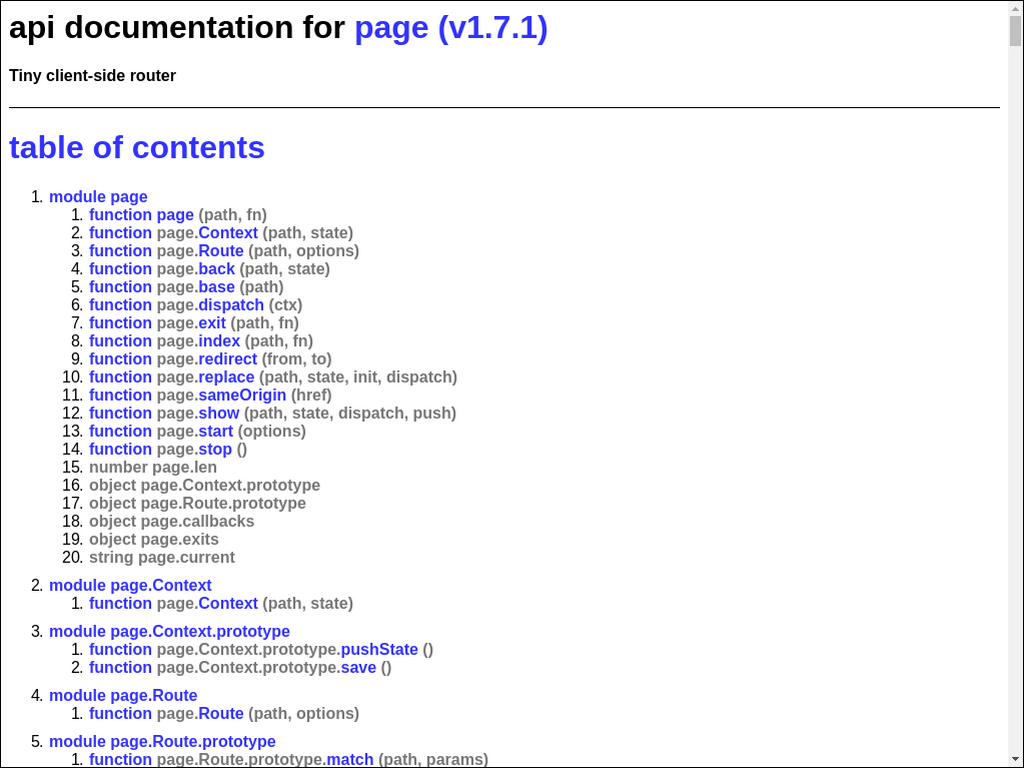 api documentation for page (v1.7.1)
Tiny client-side router
table of contents
1. module page
1. function page (path, fn)
2. function page.Context (path, state)
3. function page.Route (path, options)
4. function page.back (path, state)
5. function page.base (path)
6. function page.dispatch (ctx)
7. function page.exit (path, fn)
8. function page.index (path, fn)
9. function page.redirect (from, to)
10. function page.replace (path, state, init, dispatch)
11. function page.sameOrigin (href)
12. function page.show (path, state, dispatch, push)
13. function page.start (options)
14. function page.stop ()
15. number page.len
16. object page.Context.prototype
17. object page.Route.prototype
18. object page.callbacks
19. object page.exits
20. string page.current
2. module page.Context
1. function page.Context (path, state)
3. module page.Context.prototype
1. function page.Context.prototype.pushState ()
2. function page.Context.prototype.save ()
4. module page.Route
1. function page.Route (path, options)
5. module page.Route.prototype
1. function page.Route.prototype.match (path, params)